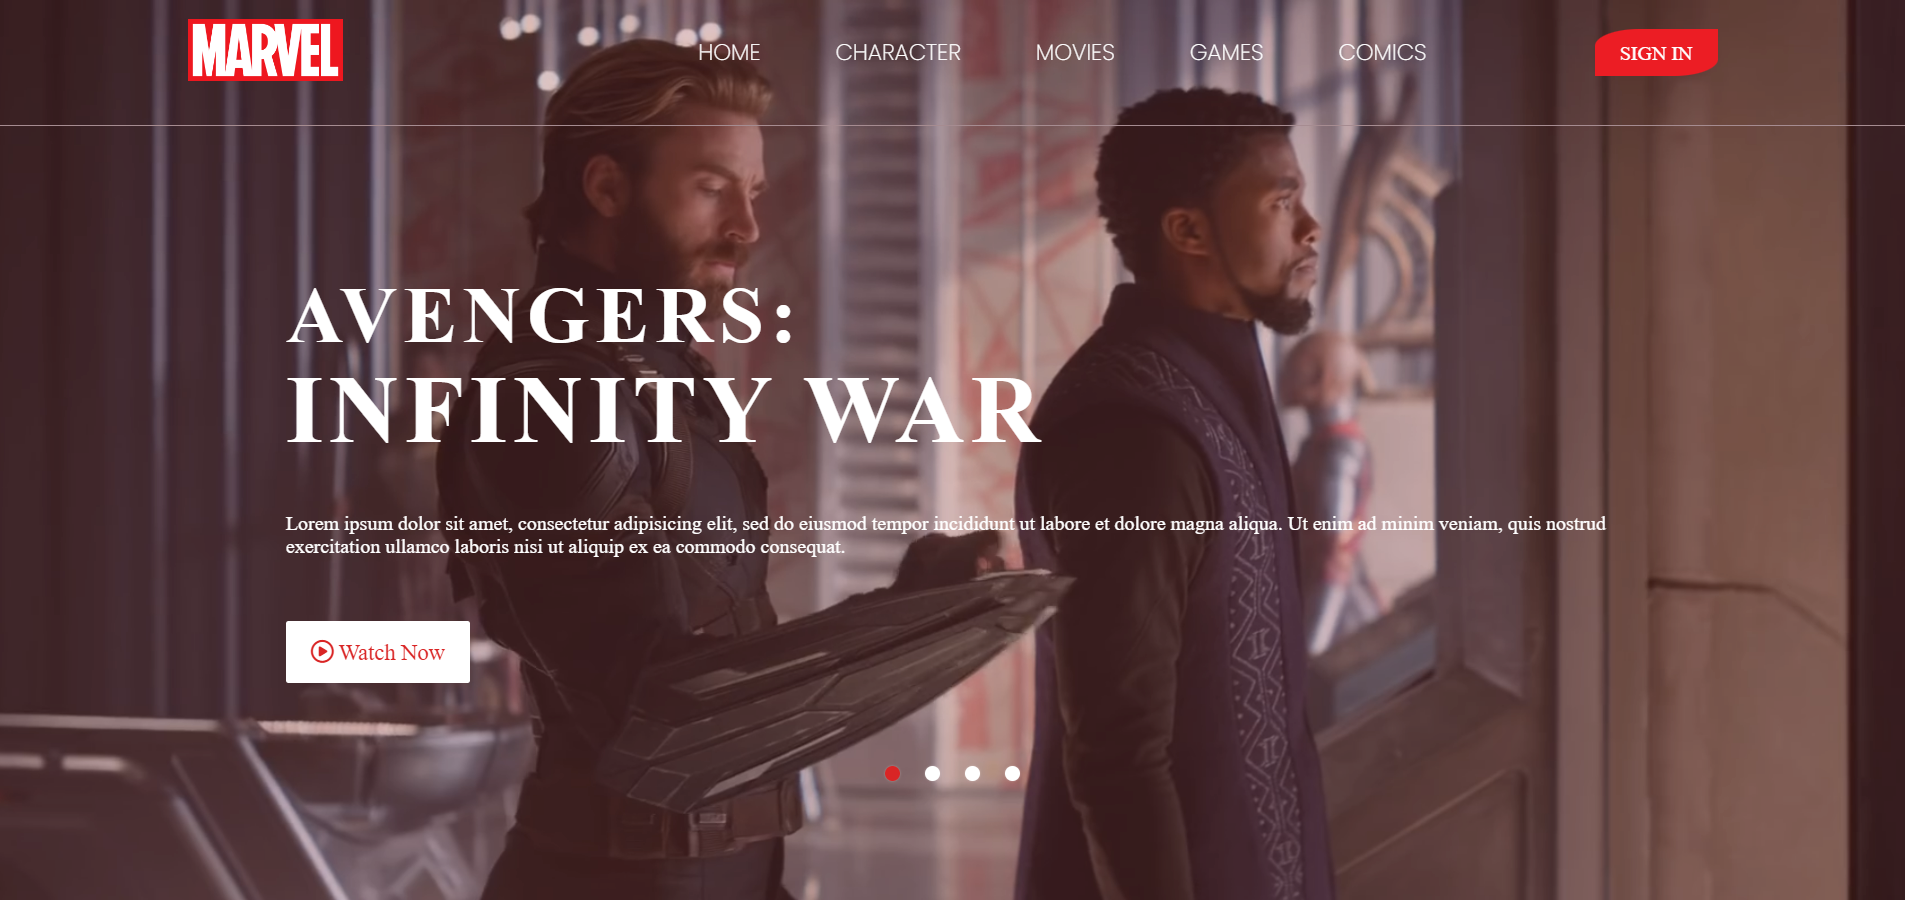 MARVEL
HOME CHARACTER MOVIES GAMES COMICS
SIGN IN
AVENGERS:
INFINITY WAR
Lorem ipsum dolor sit amet, consectetur adipisicing elit, sed do eiusmod tempor incididunt ut labore et dolore magna aliqua. Ut enim ad minim veniam, quis nostrud
exercitation ullamco laboris nisi ut aliquip ex ea commodo consequat.
Watch Now